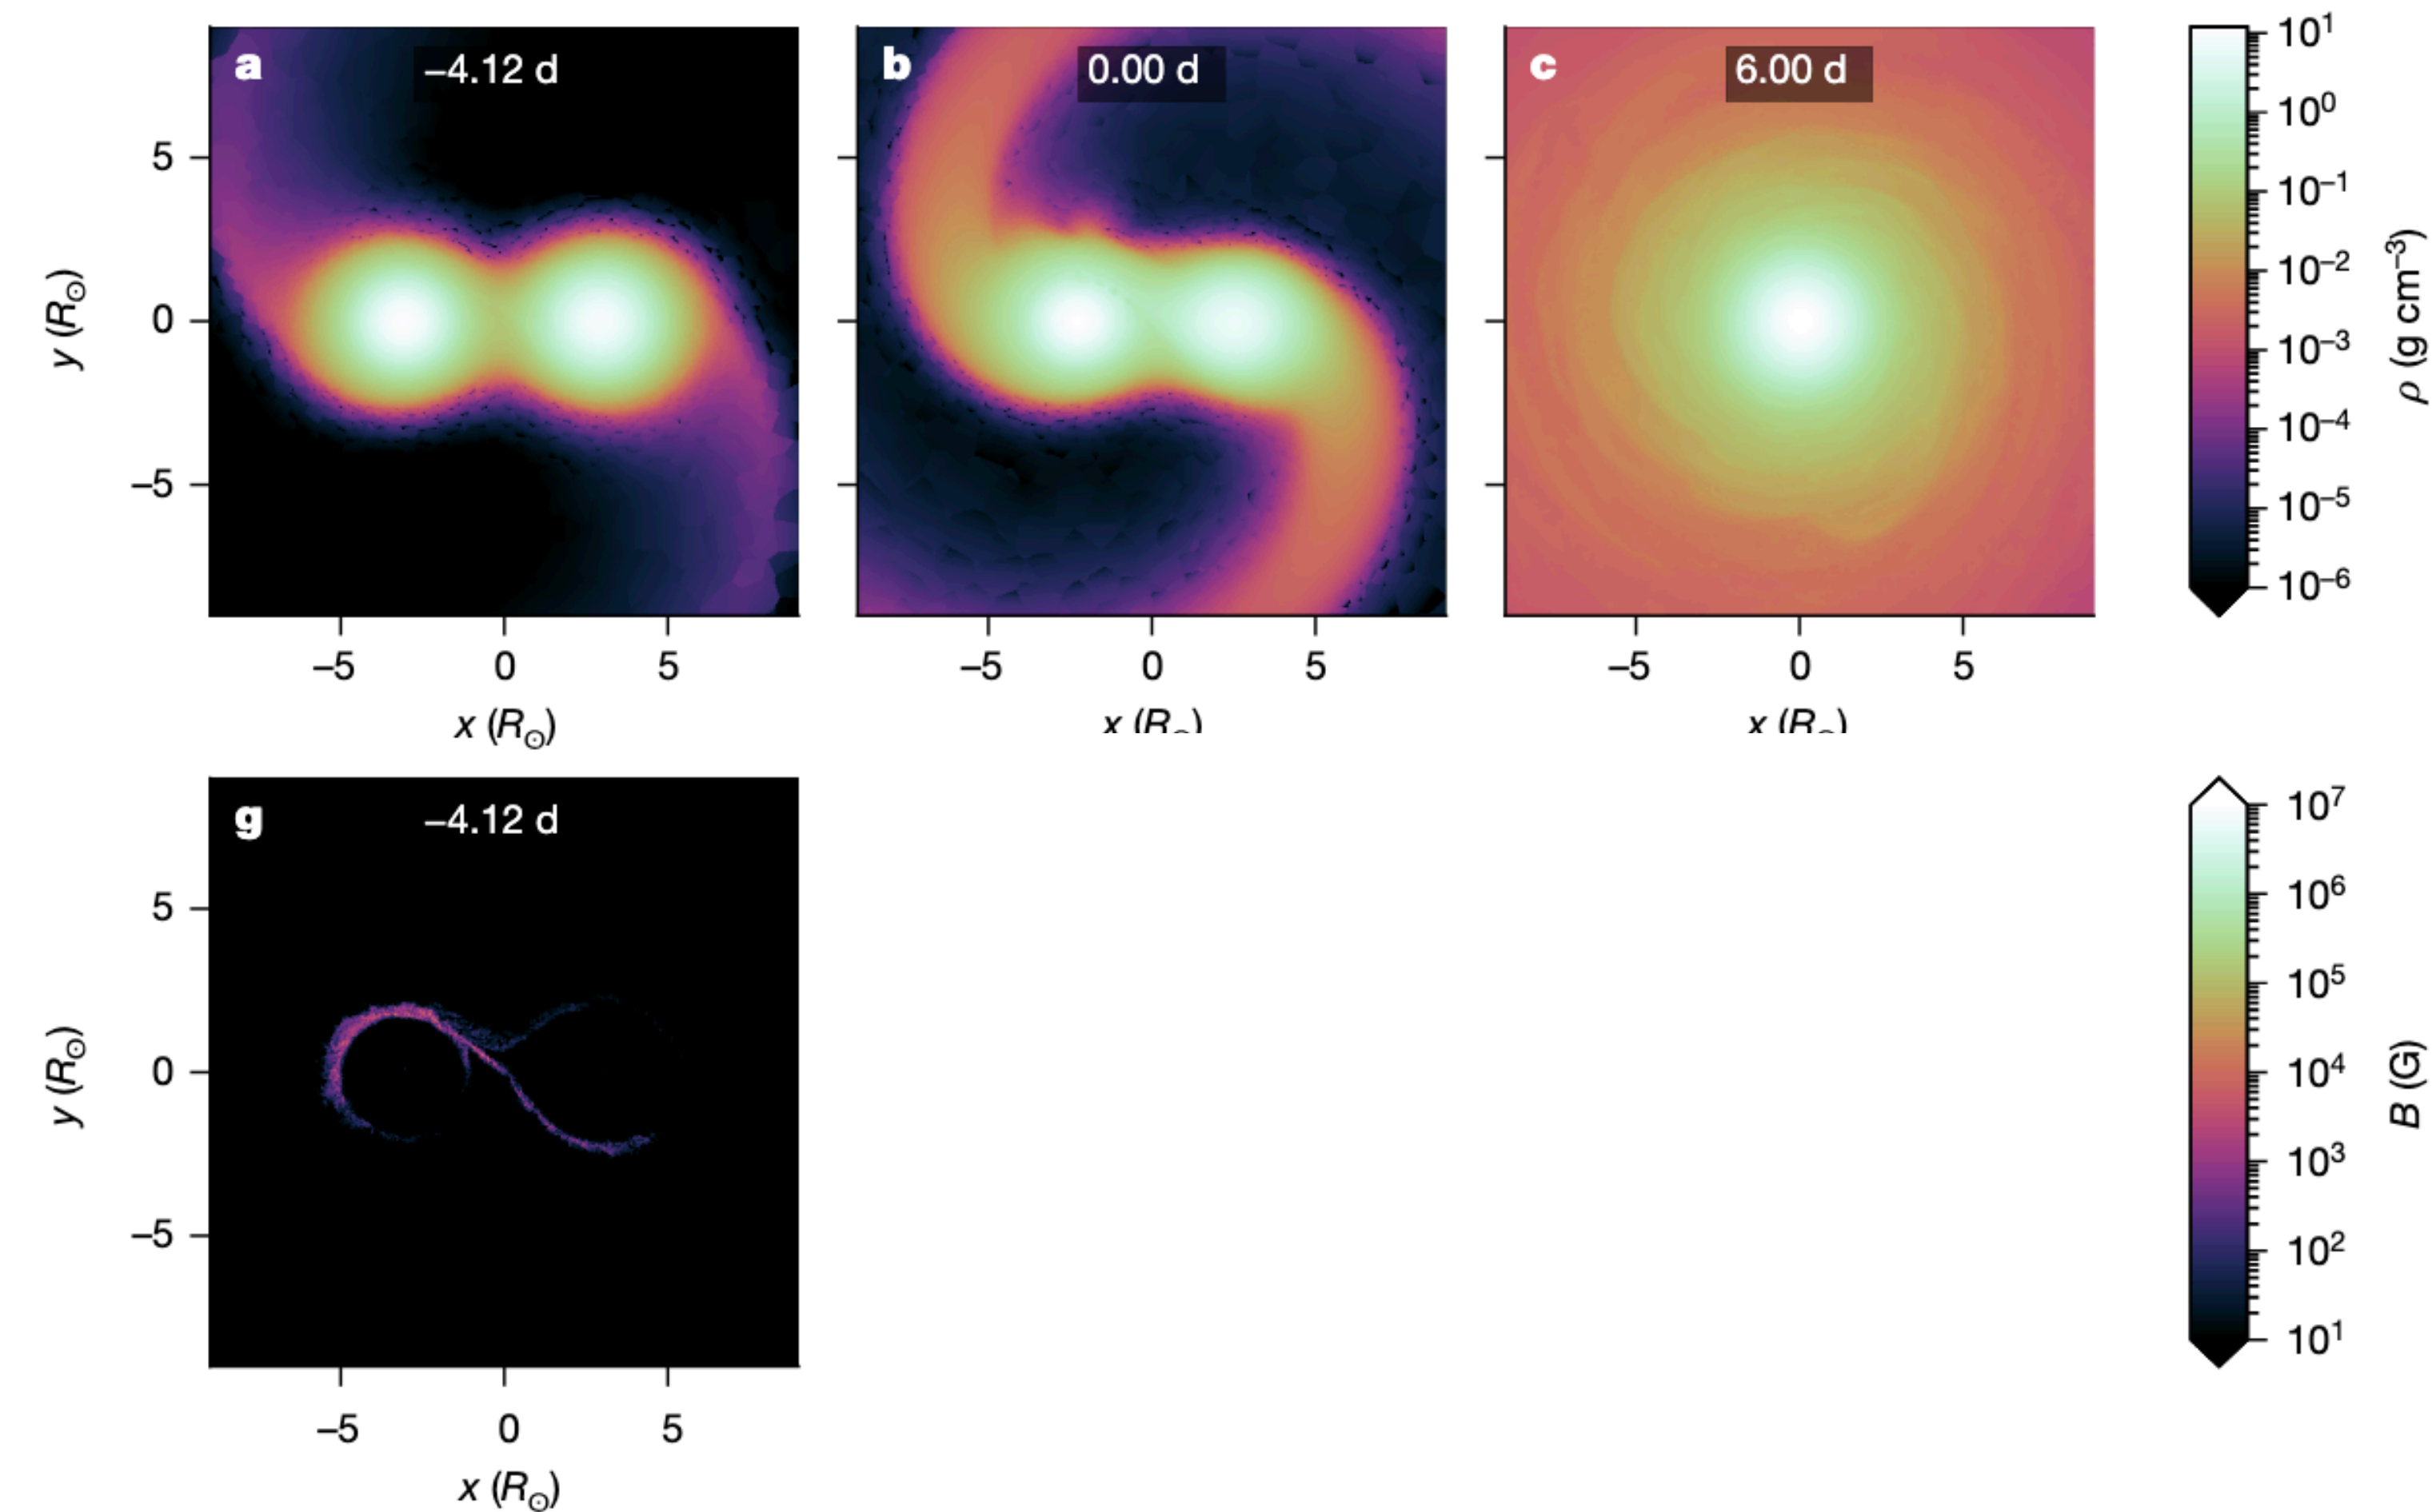 a
–4.12 d
b
0.00 d
c
6.00 d
y (R⊙)
5
0
–5
–5 0 5
–5 0 5
–5 0 5
x (R⊙)
x (R⊙)
x (R⊙)
10¹
10⁰
10⁻¹
10⁻²
10⁻³
10⁻⁴
10⁻⁵
10⁻⁶
ρ (g cm⁻³)
g
–4.12 d
y (R⊙)
5
0
–5
–5 0 5
x (R⊙)
10⁷
10⁶
10⁵
10⁴
10³
10²
10¹
B (G)